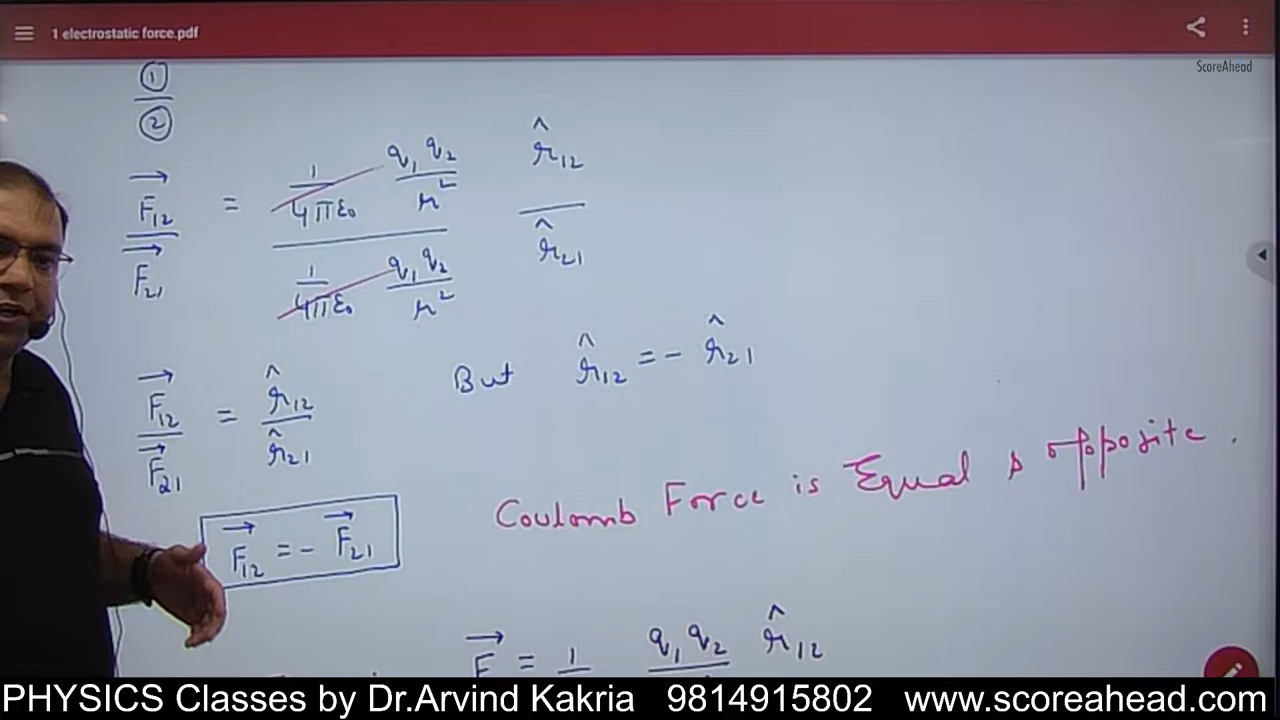 1 electrostatic force.pdf
ScoreAhead
①
②
F₁₂→ / F₂₁→ = (1/4πε₀ q₁q₂/r² r̂₁₂) / (1/4πε₀ q₁q₂/r² r̂₂₁)
F₁₂→ / F₂₁→ = r̂₁₂ / r̂₂₁ But r̂₁₂ = - r̂₂₁
Coulomb Force is Equal & opposite.
F₁₂→ = - F₂₁→
F→ = 1 q₁q₂ r̂₁₂
PHYSICS Classes by Dr.Arvind Kakria 9814915802 www.scoreahead.com